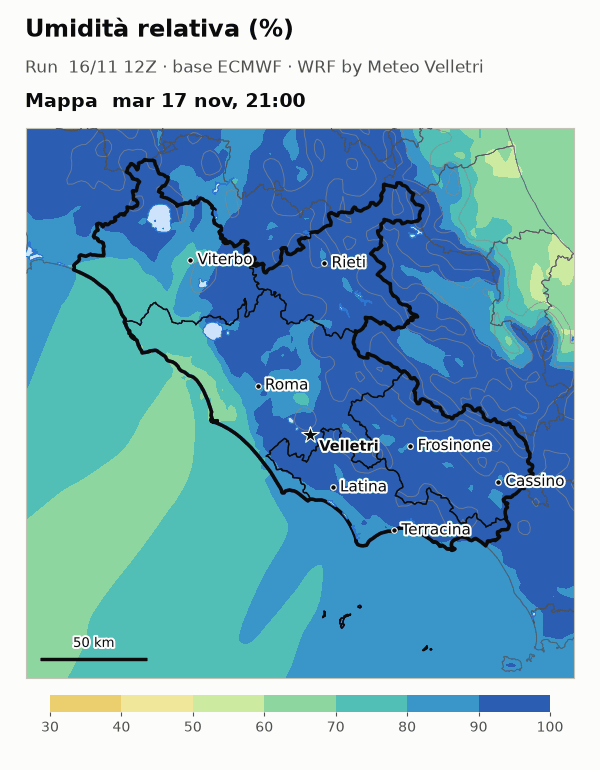 Umidità relativa (%)
Run  16/11 12Z · base ECMWF · WRF by Meteo Velletri
Mappa  mar 17 nov, 21:00
Viterbo
Rieti
Roma
Velletri
Frosinone
Cassino
Latina
Terracina
50 km
30 40 50 60 70 80 90 100